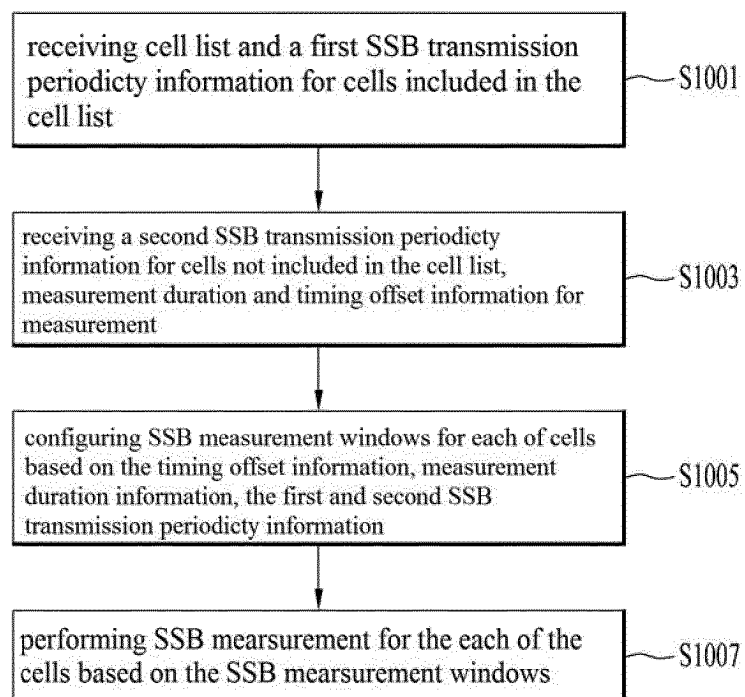 receiving cell list and a first SSB transmission
periodicty information for cells included in the
cell list
S1001
receiving a second SSB transmission periodicty
information for cells not included in the cell list,
measurement duration and timing offset information for
measurement
S1003
configuring SSB measurement windows for each of cells
based on the timing offset information, measurement
duration information, the first and second SSB
transmission periodicty information
S1005
performing SSB mearsurement for the each of the
cells based on the SSB mearsurement windows
S1007